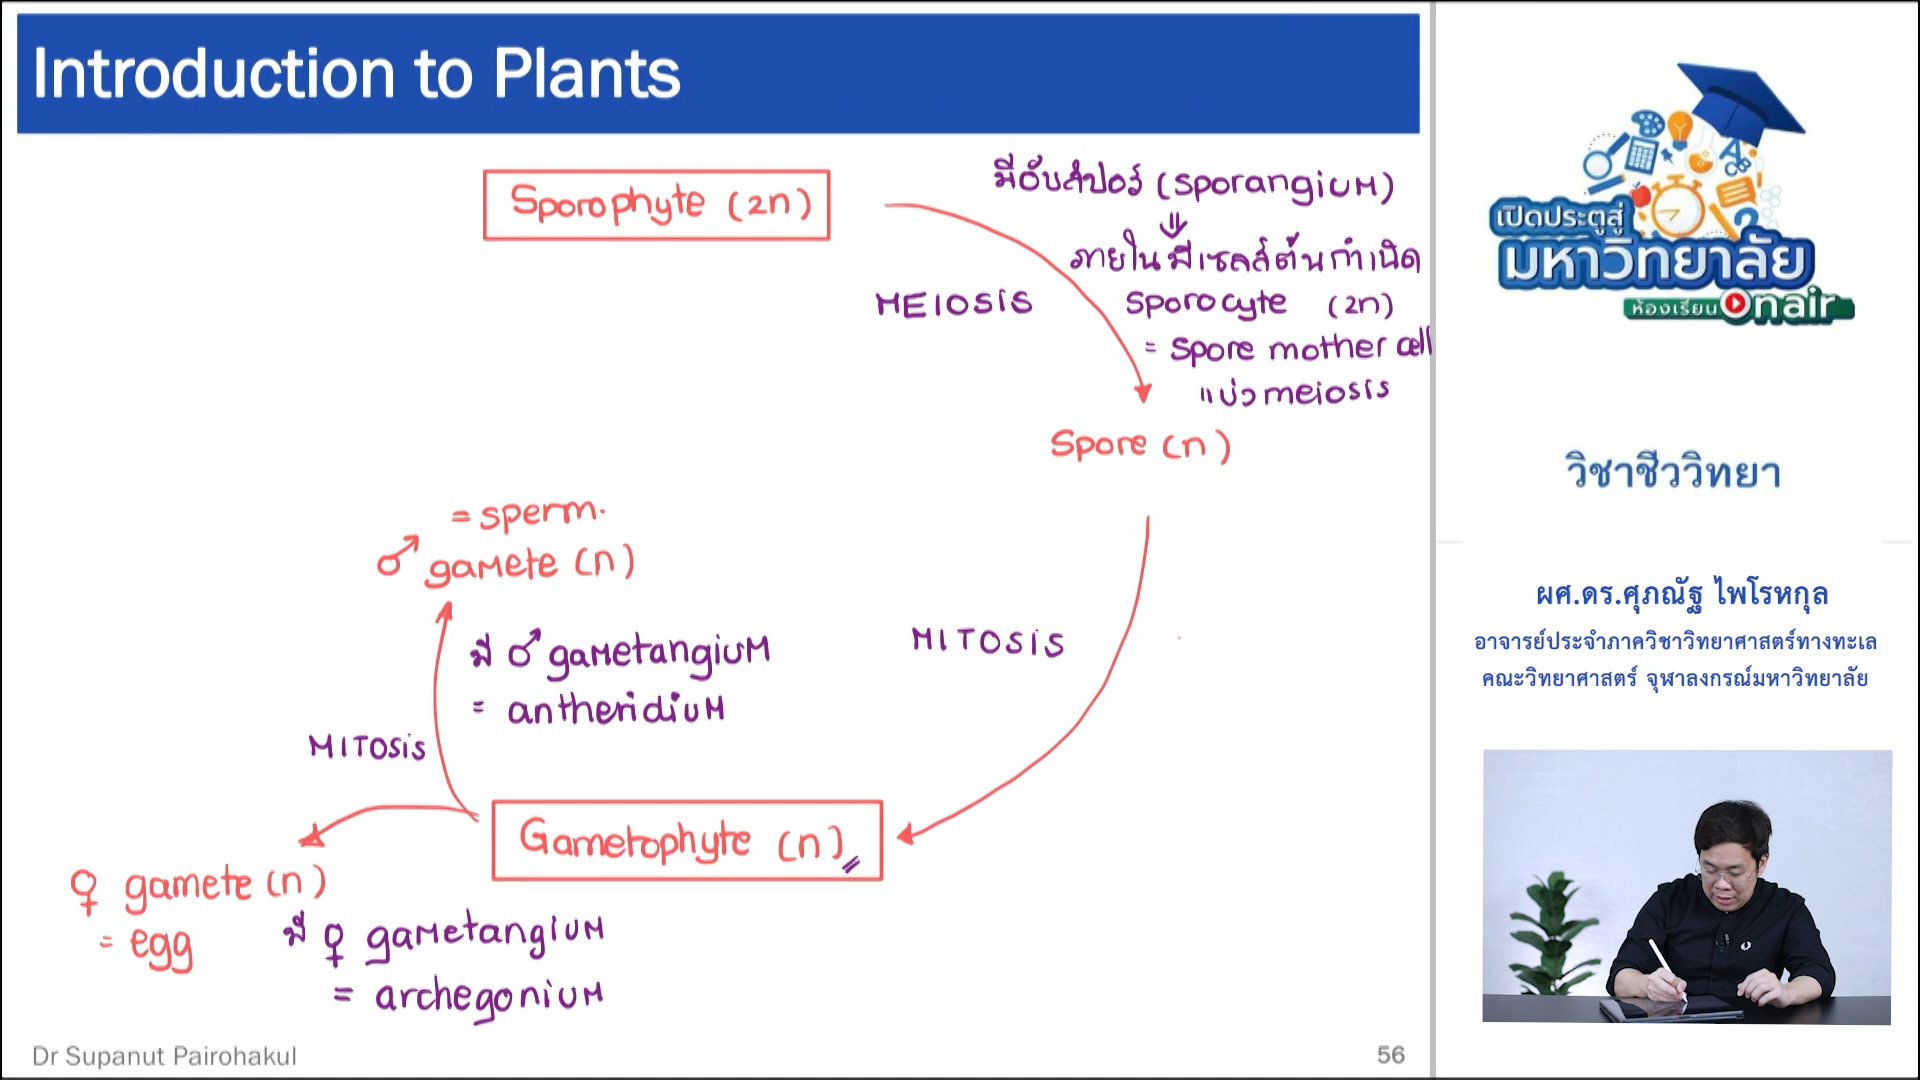 Introduction to Plants
Sporophyte (2n)
มีอับสปอร์ (sporangium)
ภายในมีเซลล์ต้นกำเนิด
MEIOSIS
sporocyte (2n)
= spore mother cell
แบ่ง meiosis
Spore (n)
= sperm.
♂ gamete (n)
มี ♂ gametangium
= antheridium
MITOSIS
MITOSIS
Gametophyte (n)
♀ gamete (n)
= egg
มี ♀ gametangium
= archegonium
Dr Supanut Pairohakul
56
เปิดประตูสู่
มหาวิทยาลัย
ห้องเรียน Onair
วิชาชีววิทยา
ผศ.ดร.ศุภณัฐ ไพโรหกุล
อาจารย์ประจำภาควิชาวิทยาศาสตร์ทางทะเล
คณะวิทยาศาสตร์ จุฬาลงกรณ์มหาวิทยาลัย